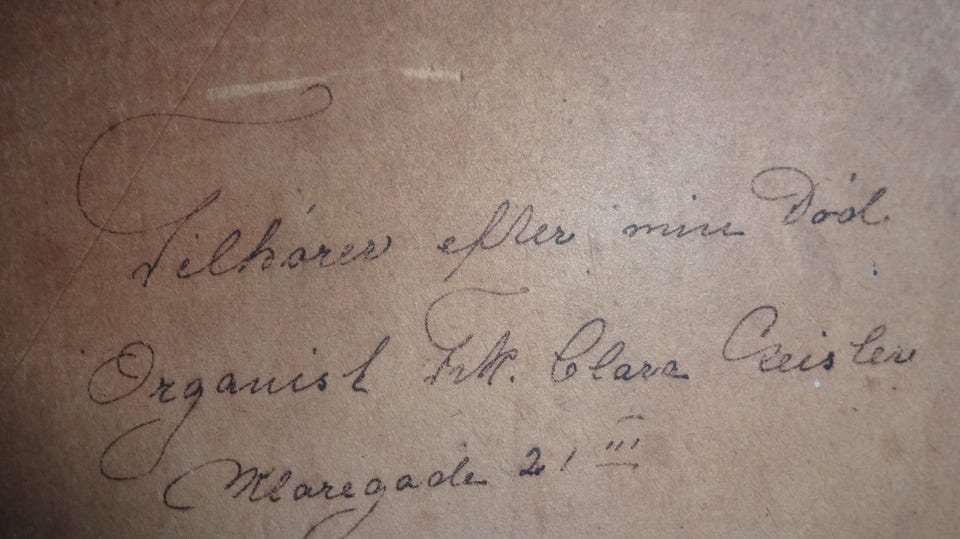 Tilhører efter min Død
Organist Frk. Clara Geisler
Klaregade 21 III